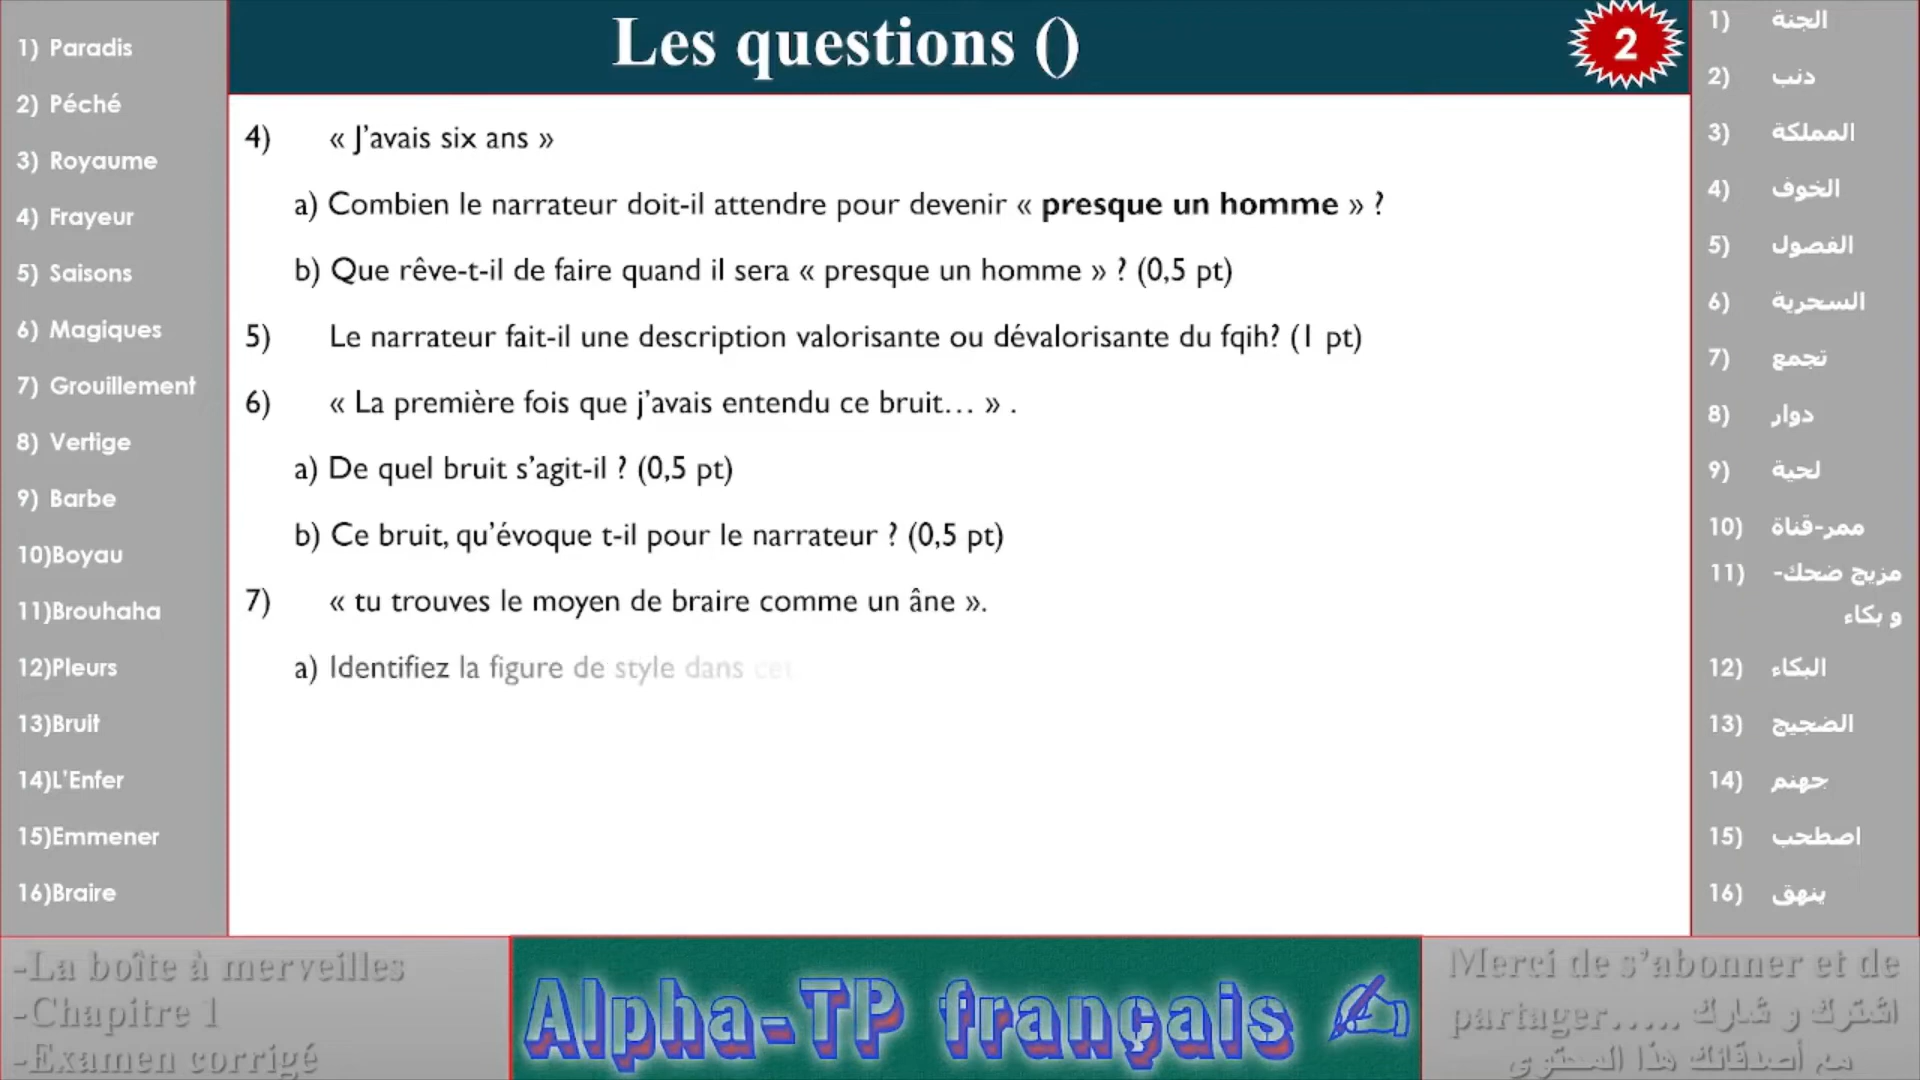 Les questions ()
2
1) Paradis
2) Péché
3) Royaume
4) Frayeur
5) Saisons
6) Magiques
7) Grouillement
8) Vertige
9) Barbe
10)Boyau
11)Brouhaha
12)Pleurs
13)Bruit
14)L’Enfer
15)Emmener
16)Braire
4) « J’avais six ans »
a) Combien le narrateur doit-il attendre pour devenir « presque un homme » ?
b) Que rêve-t-il de faire quand il sera « presque un homme » ? (0,5 pt)
5) Le narrateur fait-il une description valorisante ou dévalorisante du fqih? (1 pt)
6) « La première fois que j’avais entendu ce bruit… » .
a) De quel bruit s’agit-il ? (0,5 pt)
b) Ce bruit, qu’évoque t-il pour le narrateur ? (0,5 pt)
7) « tu trouves le moyen de braire comme un âne ».
a) Identifiez la figure de style dans
1) الجنة
2) دنب
3) المملكة
4) الخوف
5) الفصول
6) السحرية
7) تجمع
8) دوار
9) لحية
10) ممر-قناة
11) مزيج ضحك-
و بكاء
12) البكاء
13) الضجيج
14) جهنم
15) اصطحب
16) ينهق
-La boîte à merveilles
-Chapitre 1
-Examen corrigé
Alpha-TP français
Merci de s’abonner et de
partager….. اشترك و شارك
مع أصدقائك هذا المحتوى